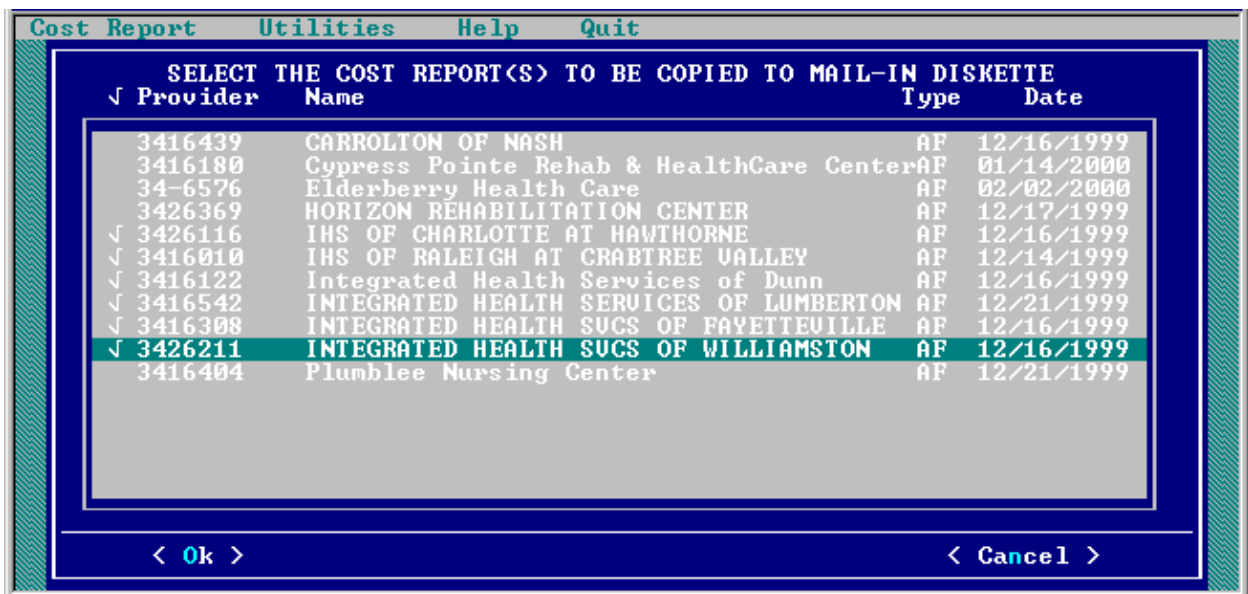 Cost Report Utilities Help Quit
SELECT THE COST REPORT(S) TO BE COPIED TO MAIL-IN DISKETTE
√ Provider Name Type Date
3416439 CARROLTON OF NASH AF 12/16/1999
3416180 Cypress Pointe Rehab & HealthCare CenterAF 01/14/2000
34-6576 Elderberry Health Care AF 02/02/2000
3426369 HORIZON REHABILITATION CENTER AF 12/17/1999
√ 3426116 IHS OF CHARLOTTE AT HAWTHORNE AF 12/16/1999
√ 3416010 IHS OF RALEIGH AT CRABTREE VALLEY AF 12/14/1999
√ 3416122 Integrated Health Services of Dunn AF 12/16/1999
√ 3416542 INTEGRATED HEALTH SERVICES OF LUMBERTON AF 12/21/1999
√ 3416308 INTEGRATED HEALTH SVCS OF FAYETTEVILLE AF 12/16/1999
√ 3426211 INTEGRATED HEALTH SVCS OF WILLIAMSTON AF 12/16/1999
3416404 Plumblee Nursing Center AF 12/21/1999
< Ok > < Cancel >